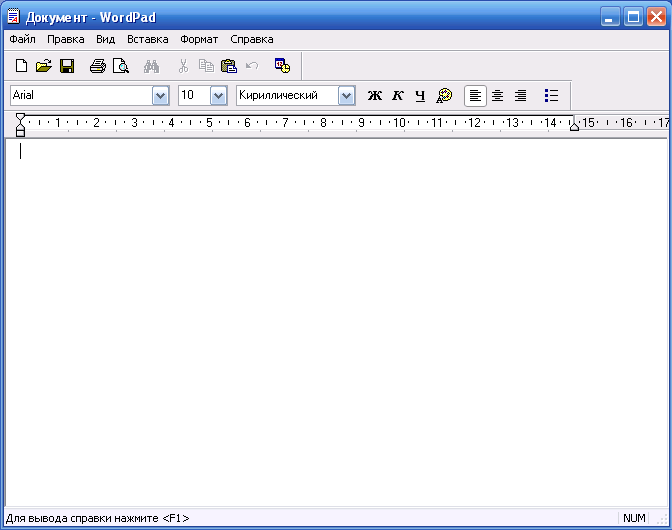 Документ - WordPad
Файл Правка Вид Вставка Формат Справка
Arial 10 Кириллический Ж К Ч
1 2 3 4 5 6 7 8 9 10 11 12 13 14 15 16 17
Для вывода справки нажмите <F1> NUM